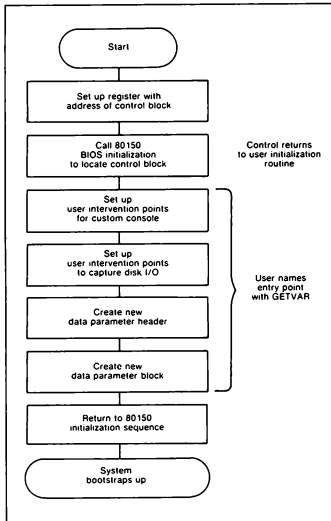 Start
Set up register with
address of control block
Call 80150
BIOS initialization
to locate control block
Control returns
to user initialization
routine
Set up
user intervention points
for custom console
Set up
user intervention points
to capture disk I/O
User names
entry point
with GETVAR
Create new
data parameter header
Create new
data parameter block
Return to 80150
initialization sequence
System
bootstraps up